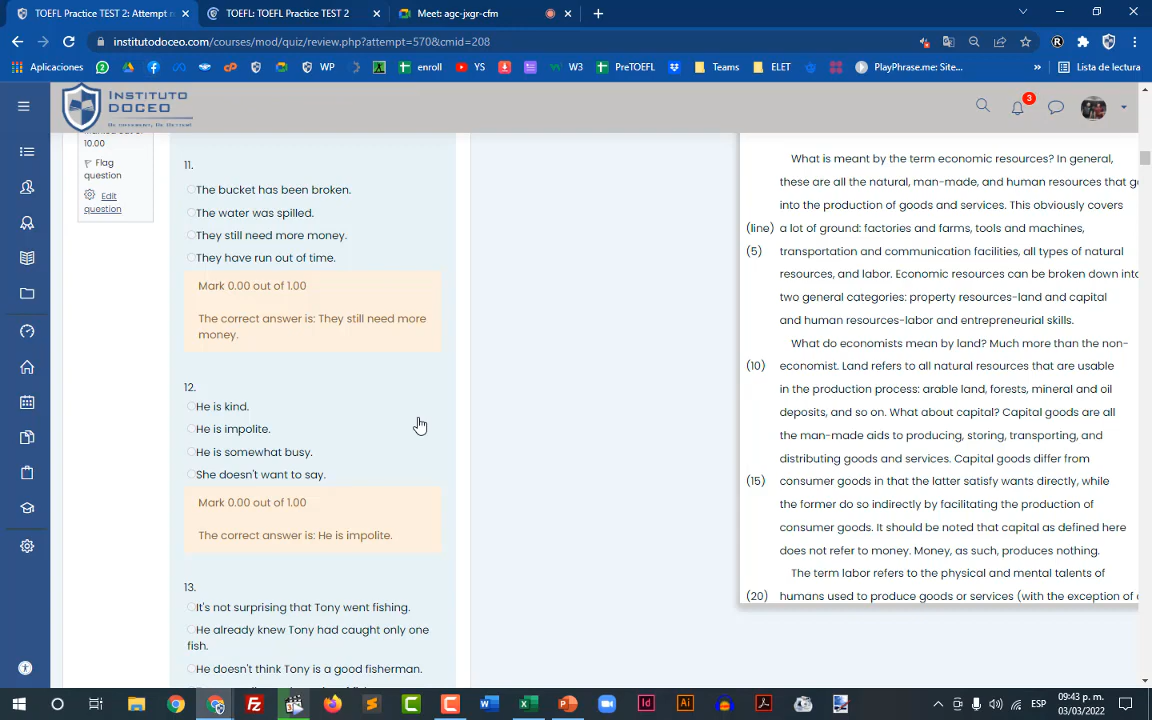 TOEFL Practice TEST 2: Attempt r
TOEFL: TOEFL Practice TEST 2
Meet: agc-jxgr-cfm
institutodoceo.com/courses/mod/quiz/review.php?attempt=570&cmid=208
Aplicaciones
WP
enroll
YS
W3
PreTOEFL
Teams
ELET
PlayPhrase.me: Site...
»
Lista de lectura
INSTITUTO
DOCEO
3
10.00
Flag
question
Edit
question
11.
The bucket has been broken.
The water was spilled.
They still need more money.
They have run out of time.
Mark 0.00 out of 1.00
The correct answer is: They still need more
money.
12.
He is kind.
He is impolite.
He is somewhat busy.
She doesn't want to say.
Mark 0.00 out of 1.00
The correct answer is: He is impolite.
13.
It's not surprising that Tony went fishing.
He already knew Tony had caught only one
fish.
He doesn't think Tony is a good fisherman.
What is meant by the term economic resources? In general,
these are all the natural, man-made, and human resources that g
into the production of goods and services. This obviously covers
(line) a lot of ground: factories and farms, tools and machines,
(5) transportation and communication facilities, all types of natural
resources, and labor. Economic resources can be broken down into
two general categories: property resources-land and capital
and human resources-labor and entrepreneurial skills.
What do economists mean by land? Much more than the non-
(10) economist. Land refers to all natural resources that are usable
in the production process: arable land, forests, mineral and oil
deposits, and so on. What about capital? Capital goods are all
the man-made aids to producing, storing, transporting, and
distributing goods and services. Capital goods differ from
(15) consumer goods in that the latter satisfy wants directly, while
the former do so indirectly by facilitating the production of
consumer goods. It should be noted that capital as defined here
does not refer to money. Money, as such, produces nothing.
The term labor refers to the physical and mental talents of
(20) humans used to produce goods or services (with the exception of
ESP
09:43 p. m.
03/03/2022